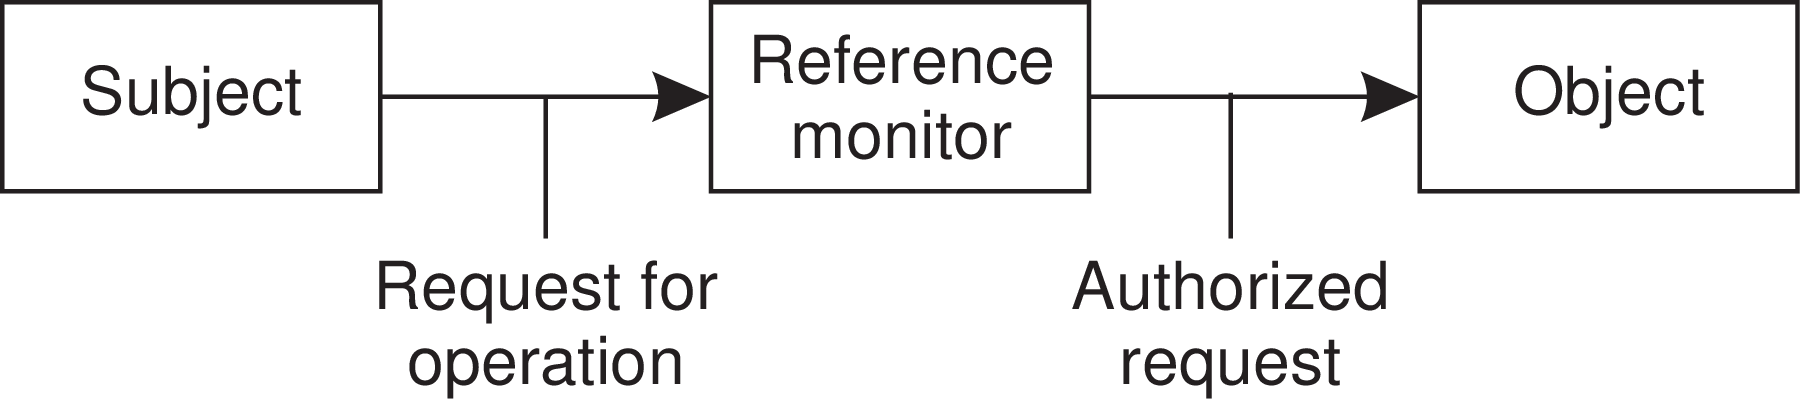 Subject
Reference
monitor
Object
Request for
operation
Authorized
request